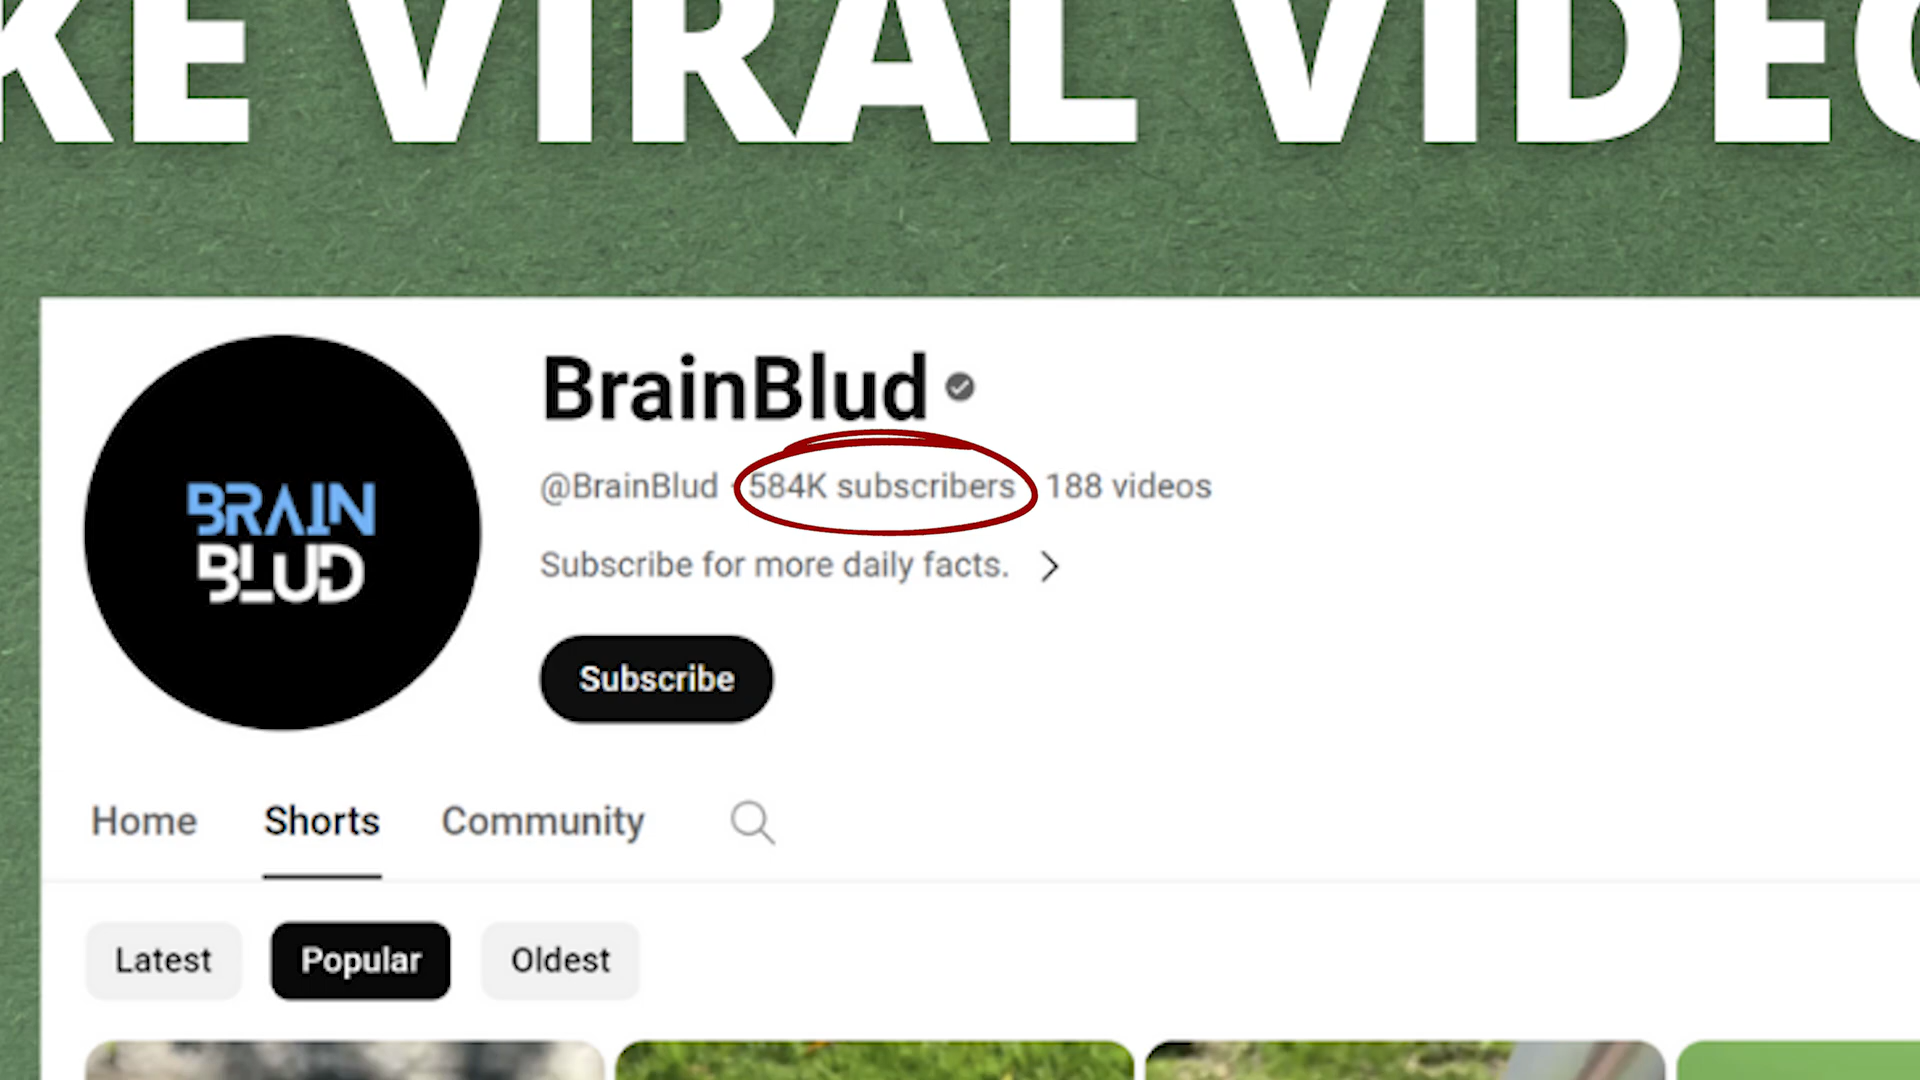 KE VIRAL VIDEO
BRAIN
BLUD
BrainBlud
@BrainBlud · 584K subscribers 188 videos
Subscribe for more daily facts.
Subscribe
Home Shorts Community
Latest Popular Oldest